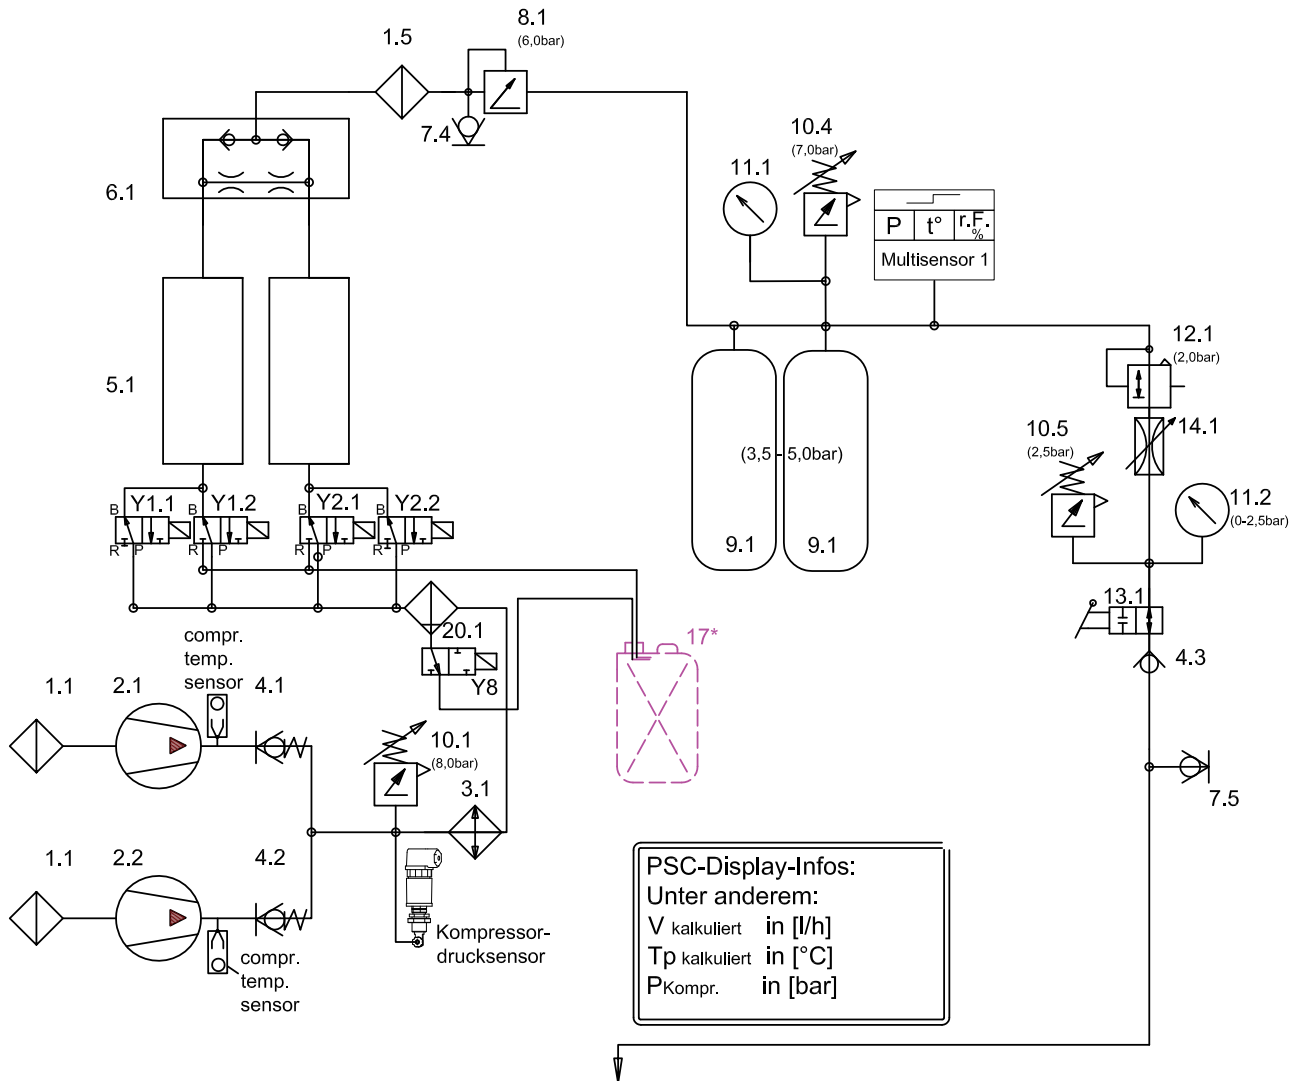 8.1
(6,0bar)
1.5
7.4
10.4
(7,0bar)
11.1
6.1
P t° r.F. %
Multisensor 1
12.1
(2,0bar)
5.1
14.1
10.5
(2,5bar)
(3,5 - 5,0bar)
11.2
(0-2,5bar)
Y1.1 Y1.2 Y2.1 Y2.2
B B B B
R P R P R P R P
9.1 9.1
13.1
20.1
17*
compr.
temp.
sensor
4.3
Y8
1.1 2.1 4.1
10.1
(8,0bar)
3.1
7.5
1.1 2.2 4.2
Kompressor-
drucksensor
compr.
temp.
sensor
PSC-Display-Infos:
Unter anderem:
V kalkuliert in [l/h]
Tp kalkuliert in [°C]
PKompr. in [bar]